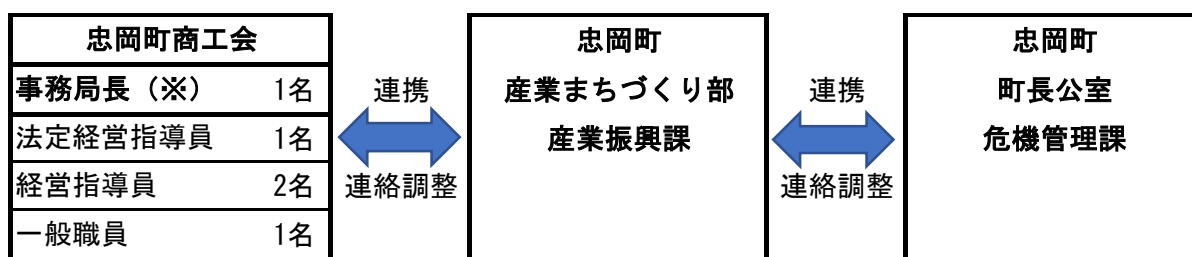 忠岡町商工会
事務局長（※） 1名
法定経営指導員 1名
経営指導員 2名
一般職員 1名
連携
連絡調整
忠岡町
産業まちづくり部
産業振興課
連携
連絡調整
忠岡町
町長公室
危機管理課